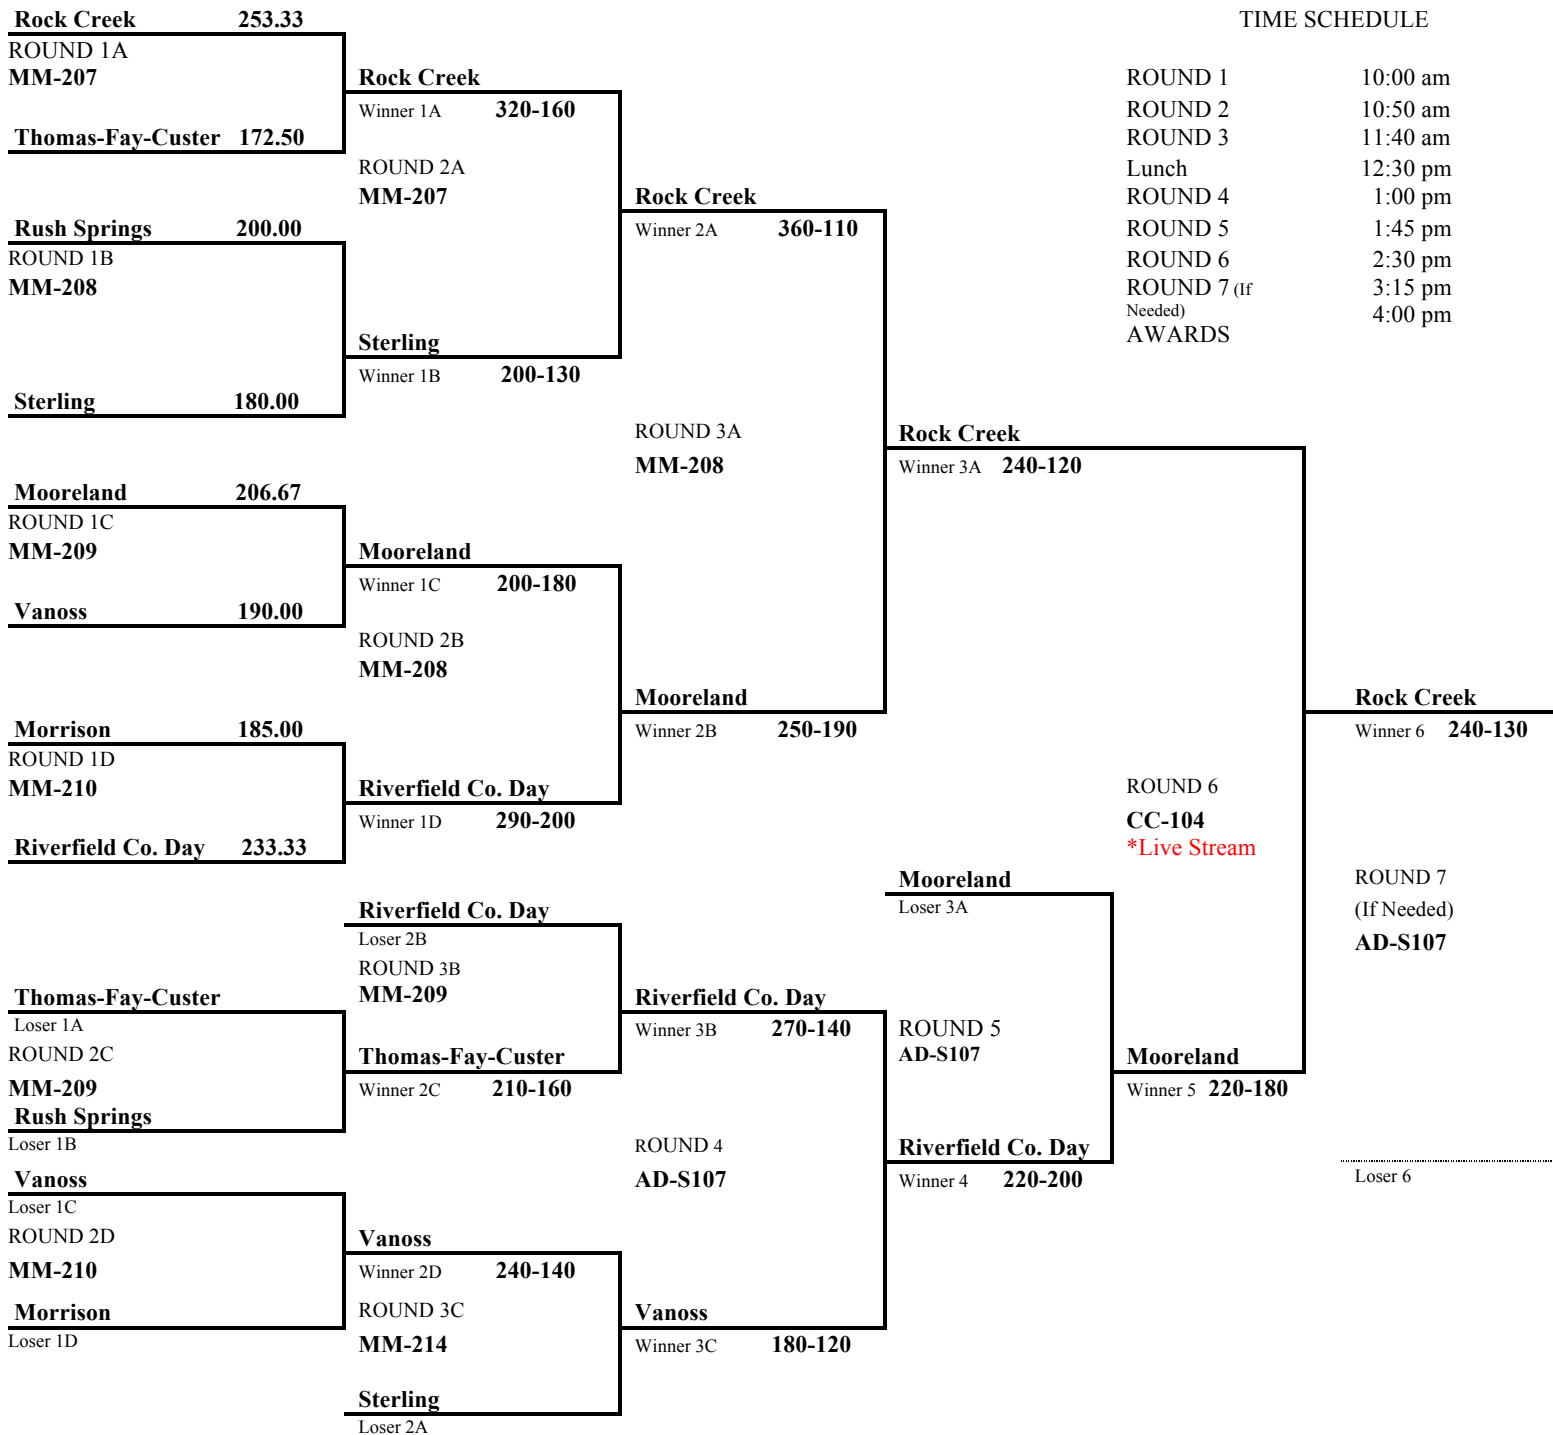 Rock Creek 253.33
ROUND 1A
MM-207
Thomas-Fay-Custer 172.50
Rush Springs 200.00
ROUND 1B
MM-208
Sterling 180.00
Mooreland 206.67
ROUND 1C
MM-209
Vanoss 190.00
Morrison 185.00
ROUND 1D
MM-210
Riverfield Co. Day 233.33
Thomas-Fay-Custer
Loser 1A
ROUND 2C
MM-209
Rush Springs
Loser 1B
Vanoss
Loser 1C
ROUND 2D
MM-210
Morrison
Loser 1D
Rock Creek
Winner 1A 320-160
ROUND 2A
MM-207
Sterling
Winner 1B 200-130
Mooreland
Winner 1C 200-180
ROUND 2B
MM-208
Riverfield Co. Day
Winner 1D 290-200
Riverfield Co. Day
Loser 2B
ROUND 3B
MM-209
Thomas-Fay-Custer
Winner 2C 210-160
Vanoss
Winner 2D 240-140
ROUND 3C
MM-214
Sterling
Loser 2A
Rock Creek
Winner 2A 360-110
ROUND 3A
MM-208
Mooreland
Winner 2B 250-190
Riverfield Co. Day
Winner 3B 270-140
ROUND 4
AD-S107
Vanoss
Winner 3C 180-120
Rock Creek
Winner 3A 240-120
Mooreland
Loser 3A
ROUND 5
AD-S107
Riverfield Co. Day
Winner 4 220-200
TIME SCHEDULE
ROUND 1 10:00 am
ROUND 2 10:50 am
ROUND 3 11:40 am
Lunch 12:30 pm
ROUND 4 1:00 pm
ROUND 5 1:45 pm
ROUND 6 2:30 pm
ROUND 7 (If 3:15 pm
Needed)
4:00 pm
AWARDS
ROUND 6
CC-104
*Live Stream
Mooreland
Winner 5 220-180
Rock Creek
Winner 6 240-130
ROUND 7
(If Needed)
AD-S107
Loser 6